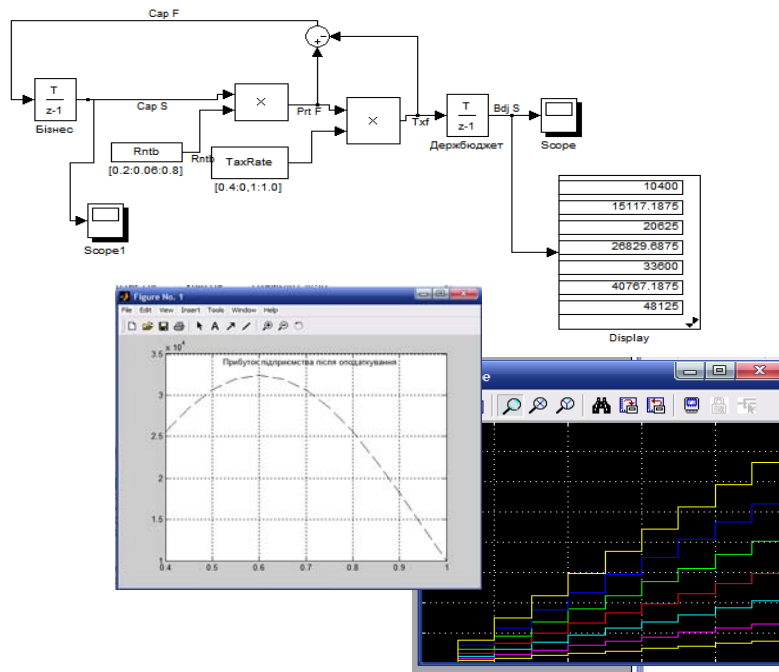 Cap F
T
z-1
Бізнес
Cap S
×
Prt F
×
Txf
T
z-1
Держбюджет
Bdj S
Scope
Rntb
Rntb
[0.2:0.06:0.8]
TaxRate
[0.4:0,1:1.0]
Scope1
10400
15117.1875
20625
26829.6875
33600
40767.1875
48125
Display
Figure No. 1
File Edit View Insert Tools Window Help
x 10
4
Прибуток підприємства після оподаткування
3.5
3
2.5
2
1.5
1
0.4 0.5 0.6 0.7 0.8 0.9 1